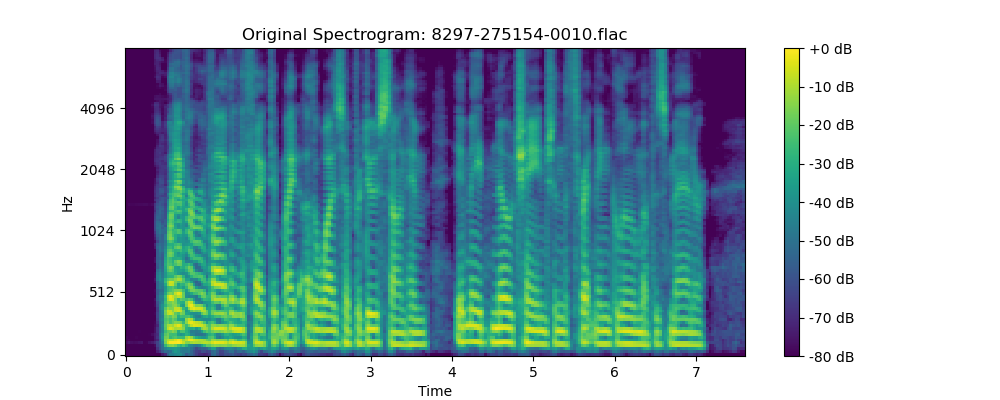 Original Spectrogram: 8297-275154-0010.flac
Hz
4096
2048
1024
512
0
0 1 2 3 4 5 6 7
Time
+0 dB
-10 dB
-20 dB
-30 dB
-40 dB
-50 dB
-60 dB
-70 dB
-80 dB